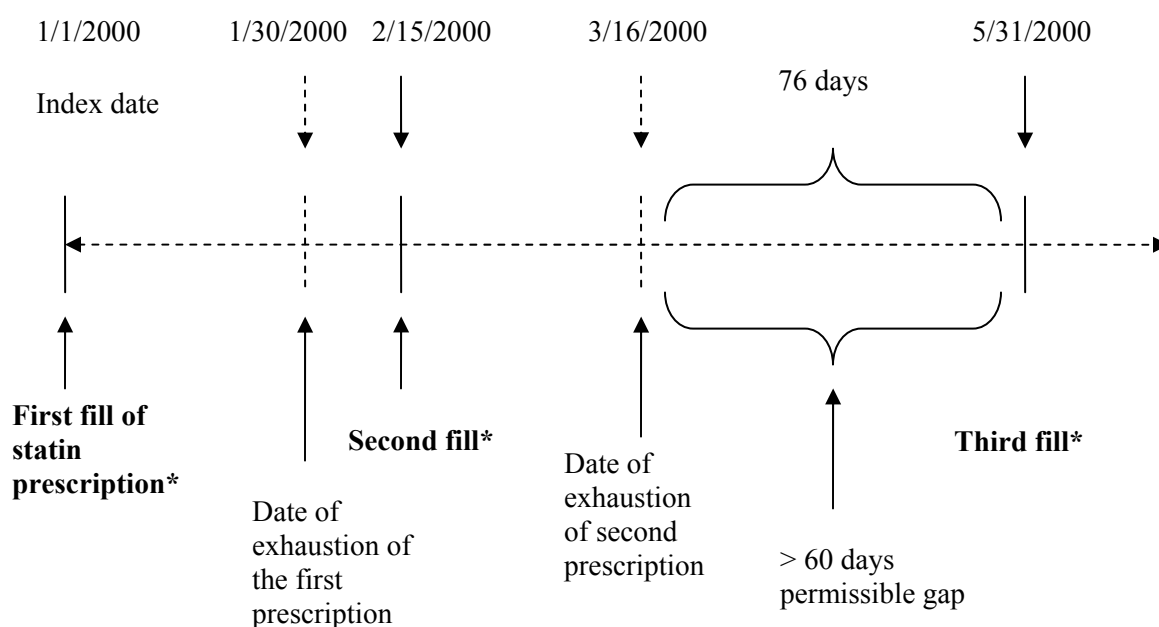 1/1/2000
1/30/2000
2/15/2000
3/16/2000
5/31/2000
Index date
76 days
First fill of
statin
prescription*
Second fill*
Third fill*
Date of
exhaustion of
the first
prescription
Date of
exhaustion
of second
prescription
> 60 days
permissible gap